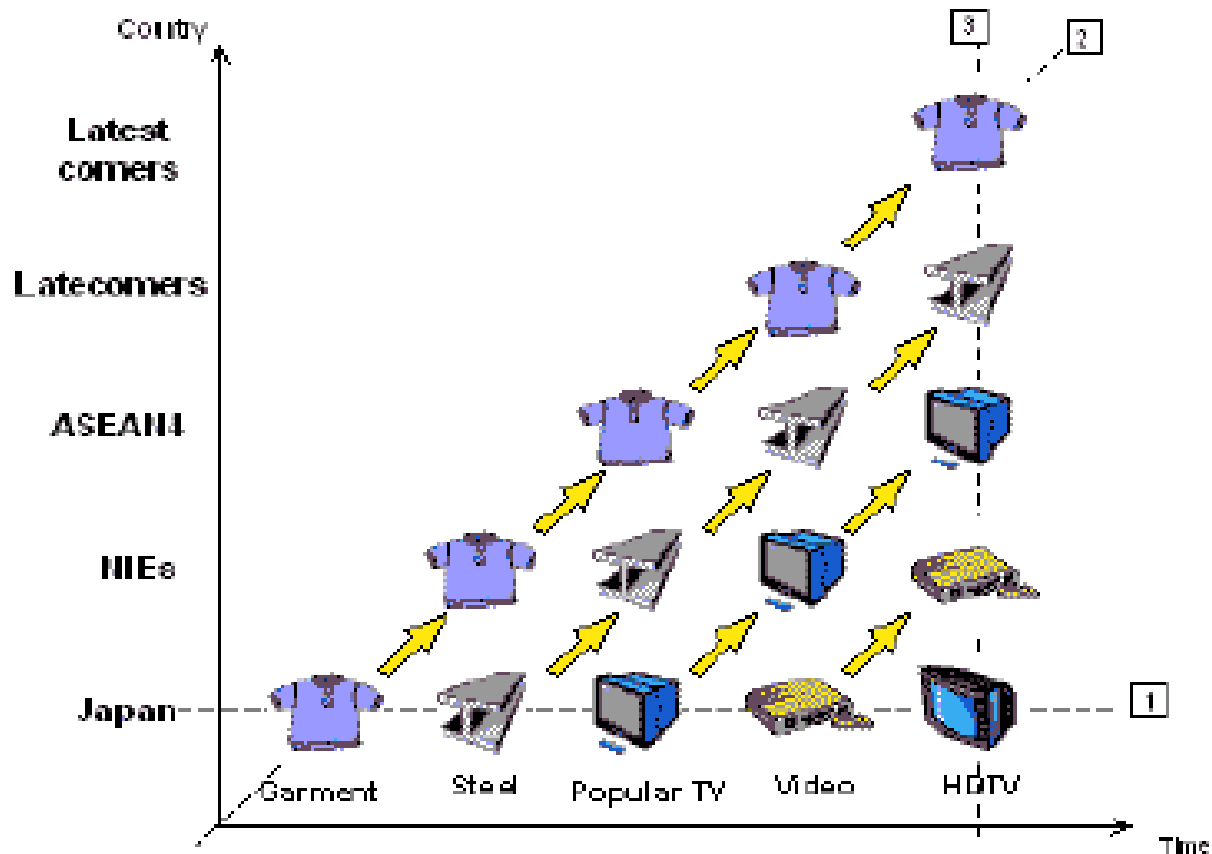 Coutry
3
2
Latest
comers
Latecomers
ASEAN4
NIEs
Japan
1
Garment
Steel
Popular TV
Video
HDTV
Time